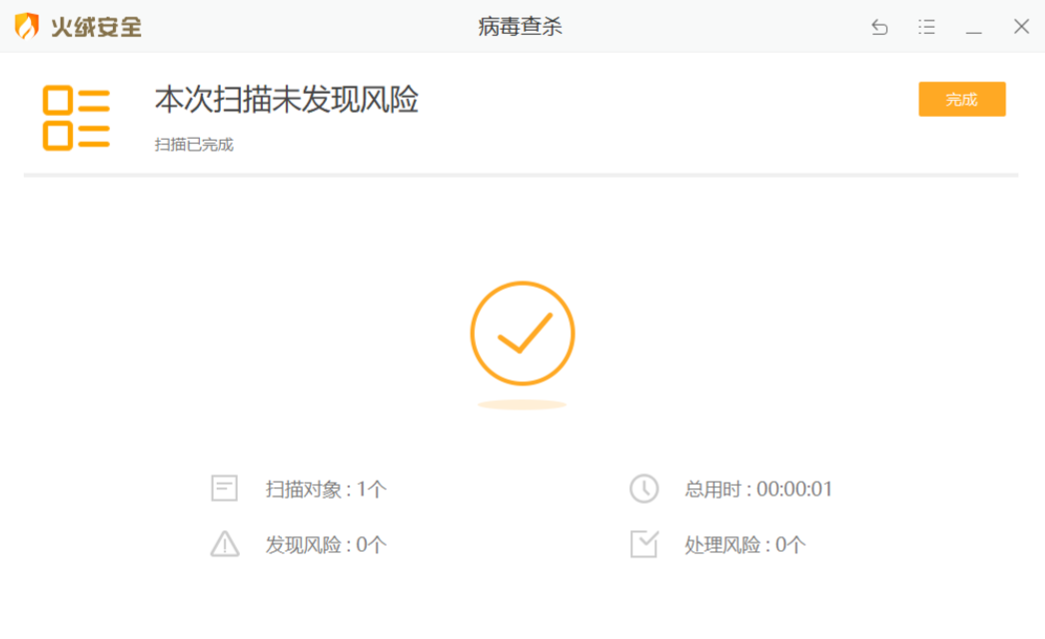 火绒安全
病毒查杀
本次扫描未发现风险
完成
扫描已完成
扫描对象 : 1个
总用时 : 00:00:01
发现风险 : 0个
处理风险 : 0个